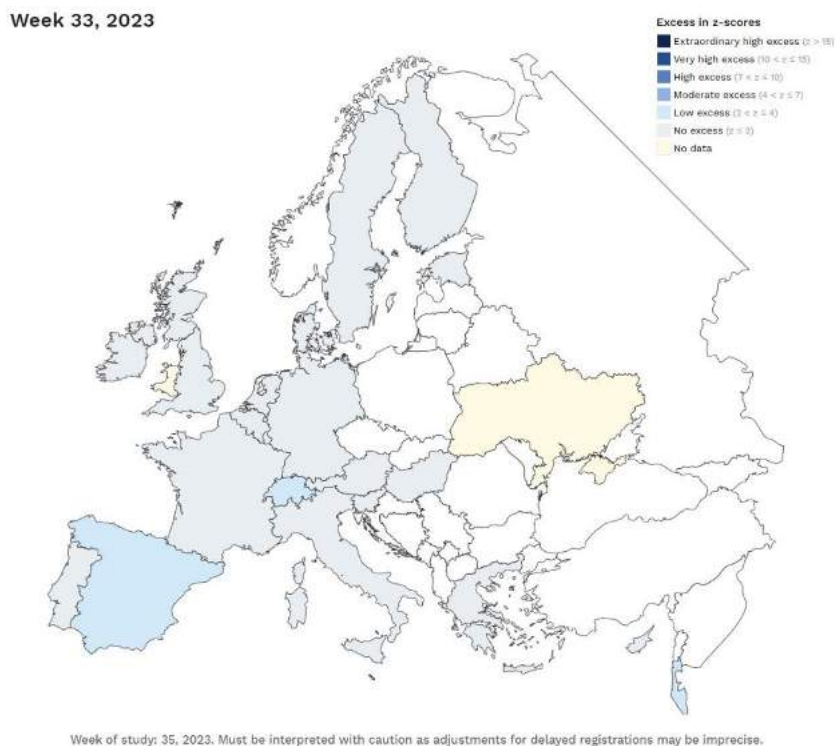 Week 33, 2023
Excess in z-scores
Extraordinary high excess (z > 15)
Very high excess (10 < z ≤ 15)
High excess (7 < z ≤ 10)
Moderate excess (4 < z ≤ 7)
Low excess (2 < z ≤ 4)
No excess (z ≤ 2)
No data
Week of study: 35, 2023. Must be interpreted with caution as adjustments for delayed registrations may be imprecise.